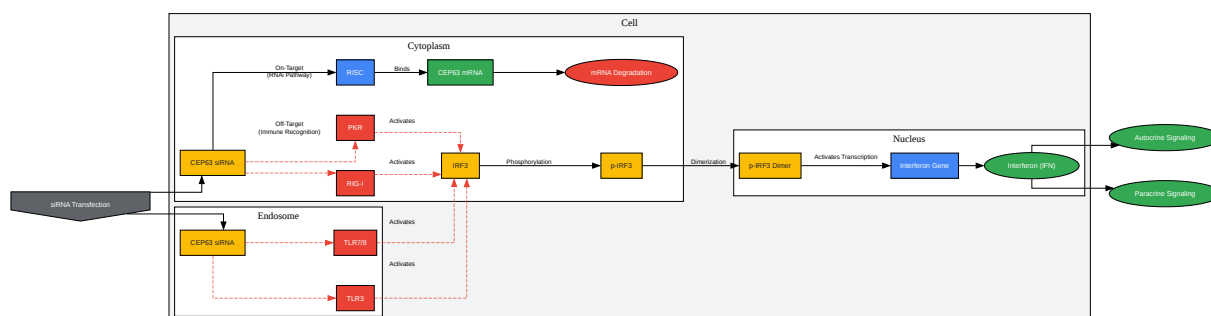 Cell
Cytoplasm
On-Target
(RNAi Pathway)
RISC
Binds
CEP63 mRNA
mRNA Degradation
Off-Target
(Immune Recognition)
PKR
Activates
CEP63 siRNA
Activates
RIG-I
IRF3
Phosphorylation
p-IRF3
Dimerization
Nucleus
p-IRF3 Dimer
Activates Transcription
Interferon Gene
Interferon (IFN)
Autocrine Signaling
Paracrine Signaling
siRNA Transfection
Endosome
CEP63 siRNA
TLR7/8
Activates
Activates
TLR3